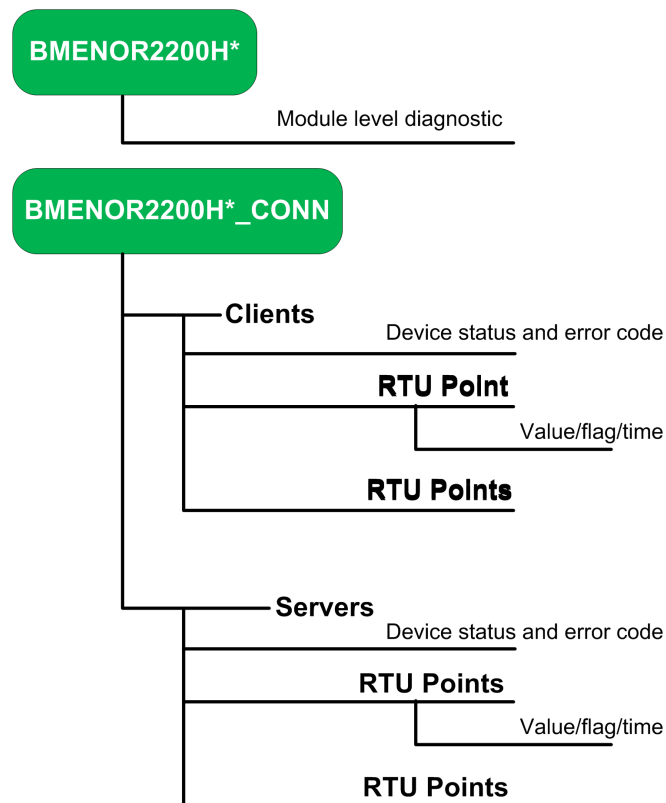 BMENOR2200H*
Module level diagnostic
BMENOR2200H*_CONN
Clients
Device status and error code
RTU Point
Value/flag/time
RTU Points
Servers
Device status and error code
RTU Points
Value/flag/time
RTU Points